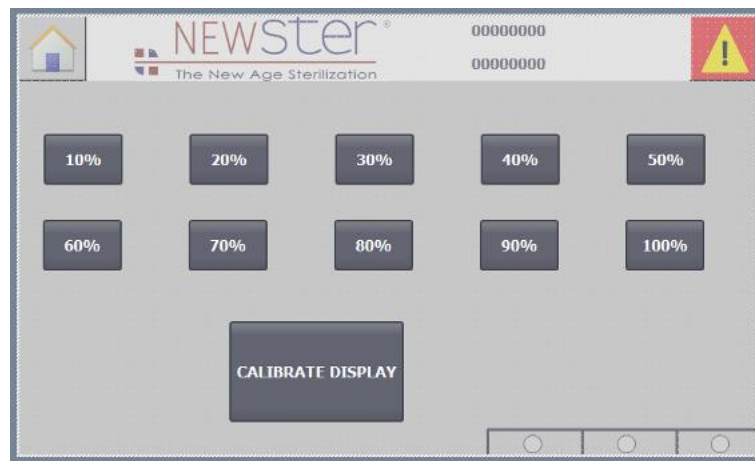 NEWSter®
The New Age Sterilization
00000000
00000000
!
10% 20% 30% 40% 50%
60% 70% 80% 90% 100%
CALIBRATE DISPLAY